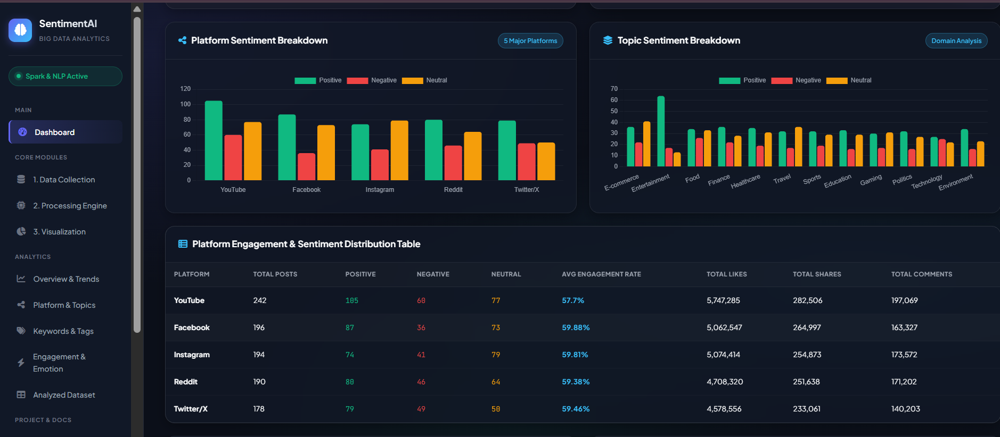 SentimentAI
BIG DATA ANALYTICS
Spark & NLP Active
MAIN
Dashboard
CORE MODULES
1. Data Collection
2. Processing Engine
3. Visualization
ANALYTICS
Overview & Trends
Platform & Topics
Keywords & Tags
Engagement &
Emotion
Analyzed Dataset
PROJECT & DOCS
Platform Sentiment Breakdown
5 Major Platforms
Positive Negative Neutral
120
100
80
60
40
20
0
YouTube Facebook Instagram Reddit Twitter/X
Topic Sentiment Breakdown
Domain Analysis
Positive Negative Neutral
70
60
50
40
30
20
10
0
E-commerce Entertainment Food Finance Healthcare Travel Sports Education Gaming Politics Technology Environment
Platform Engagement & Sentiment Distribution Table
PLATFORM TOTAL POSTS POSITIVE NEGATIVE NEUTRAL AVG ENGAGEMENT RATE TOTAL LIKES TOTAL SHARES TOTAL COMMENTS
YouTube 242 105 60 77 57.7% 5,747,285 282,506 197,069
Facebook 196 87 36 73 59.88% 5,062,547 264,997 163,327
Instagram 194 74 41 79 59.81% 5,074,414 254,873 173,572
Reddit 190 80 46 64 59.38% 4,708,320 251,638 171,202
Twitter/X 178 79 49 50 59.46% 4,578,556 233,061 140,203